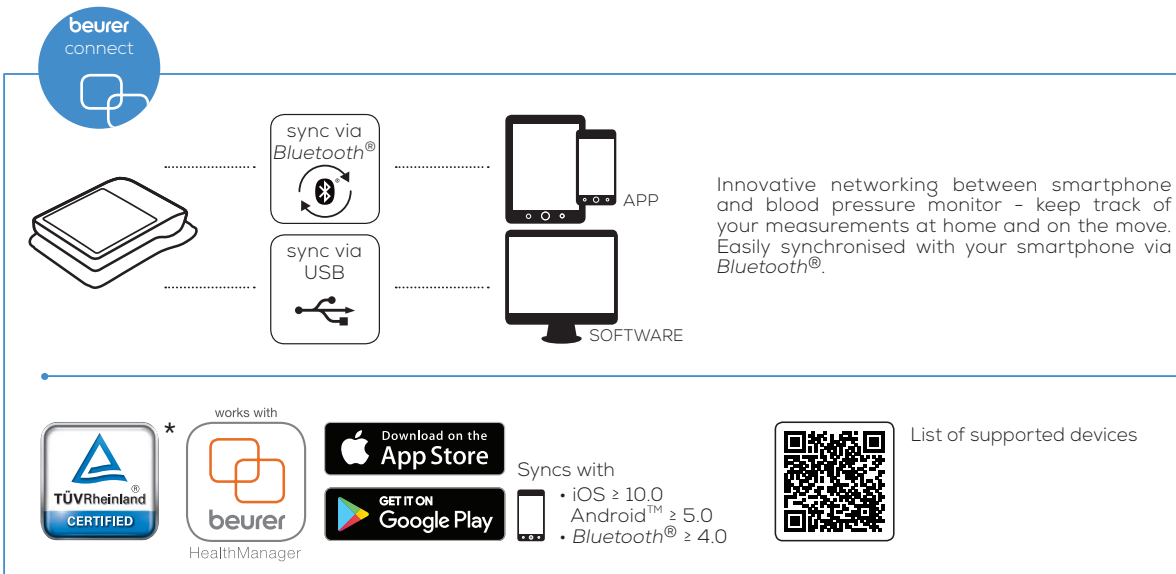 beurer
connect
sync via
Bluetooth®
®
APP
sync via
USB
SOFTWARE
Innovative networking between smartphone
and blood pressure monitor - keep track of
your measurements at home and on the move.
Easily synchronised with your smartphone via
Bluetooth®.
TÜVRheinland®
CERTIFIED
*
works with
beurer
HealthManager
Download on the
App Store
GET IT ON
Google Play
Syncs with
• iOS ≥ 10.0
Android™ ≥ 5.0
• Bluetooth® ≥ 4.0
List of supported devices